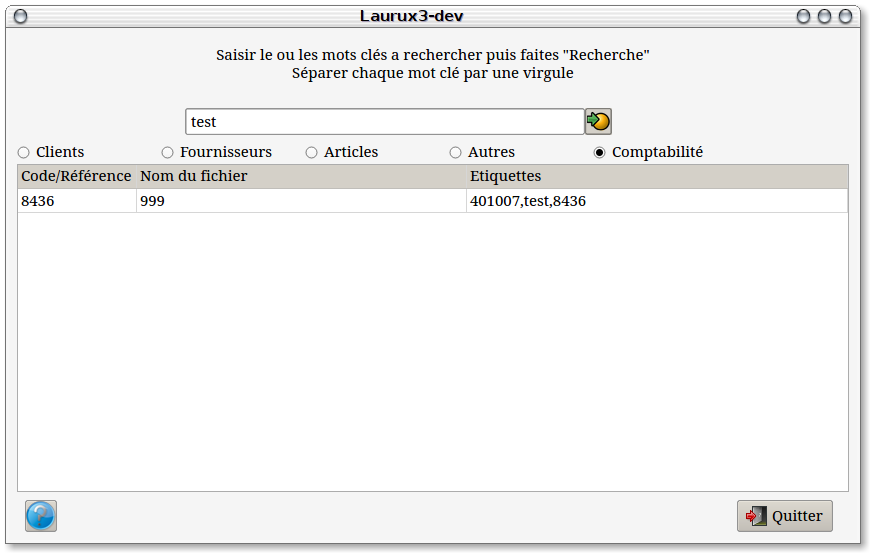 Laurux3-dev
Saisir le ou les mots clés a rechercher puis faites "Recherche"
Séparer chaque mot clé par une virgule
test
Clients Fournisseurs Articles Autres Comptabilité
Code/Référence Nom du fichier Etiquettes
8436 999 401007,test,8436
Quitter